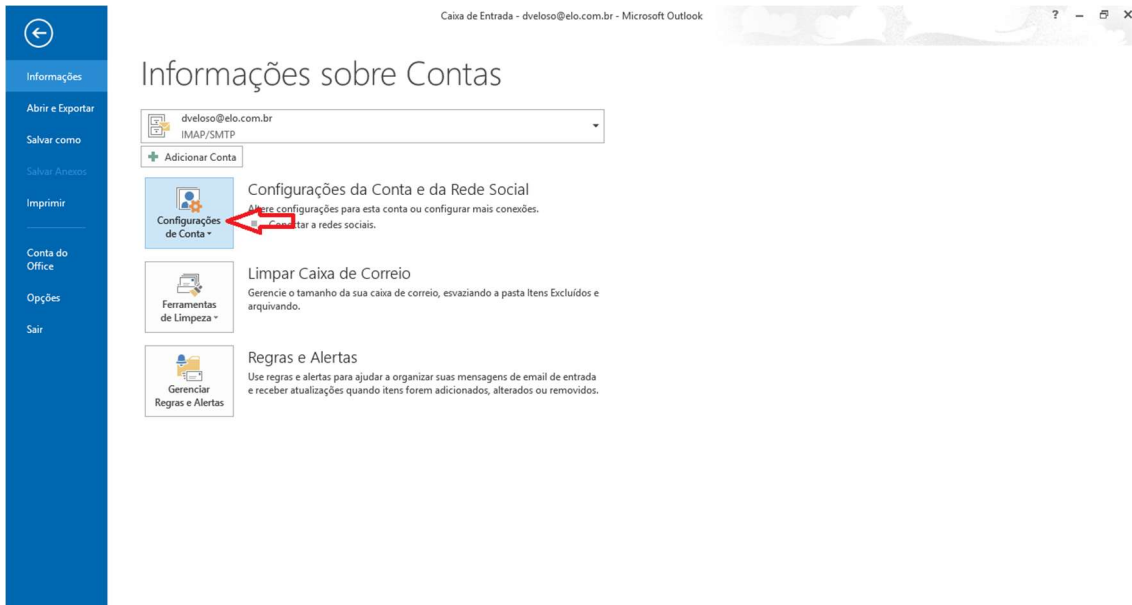 Caixa de Entrada - dveloso@elo.com.br - Microsoft Outlook
Informações
Abrir e Exportar
Salvar como
Salvar Anexos
Imprimir
Conta do
Office
Opções
Sair
Informações sobre Contas
dveloso@elo.com.br
IMAP/SMTP
Adicionar Conta
Configurações
de Conta
Configurações da Conta e da Rede Social
Altere configurações para esta conta ou configurar mais conexões.
Conectar a redes sociais.
Ferramentas
de Limpeza
Limpar Caixa de Correio
Gerencie o tamanho da sua caixa de correio, esvaziando a pasta Itens Excluídos e
arquivando.
Gerenciar
Regras e Alertas
Regras e Alertas
Use regras e alertas para ajudar a organizar suas mensagens de email de entrada
e receber atualizações quando itens forem adicionados, alterados ou removidos.